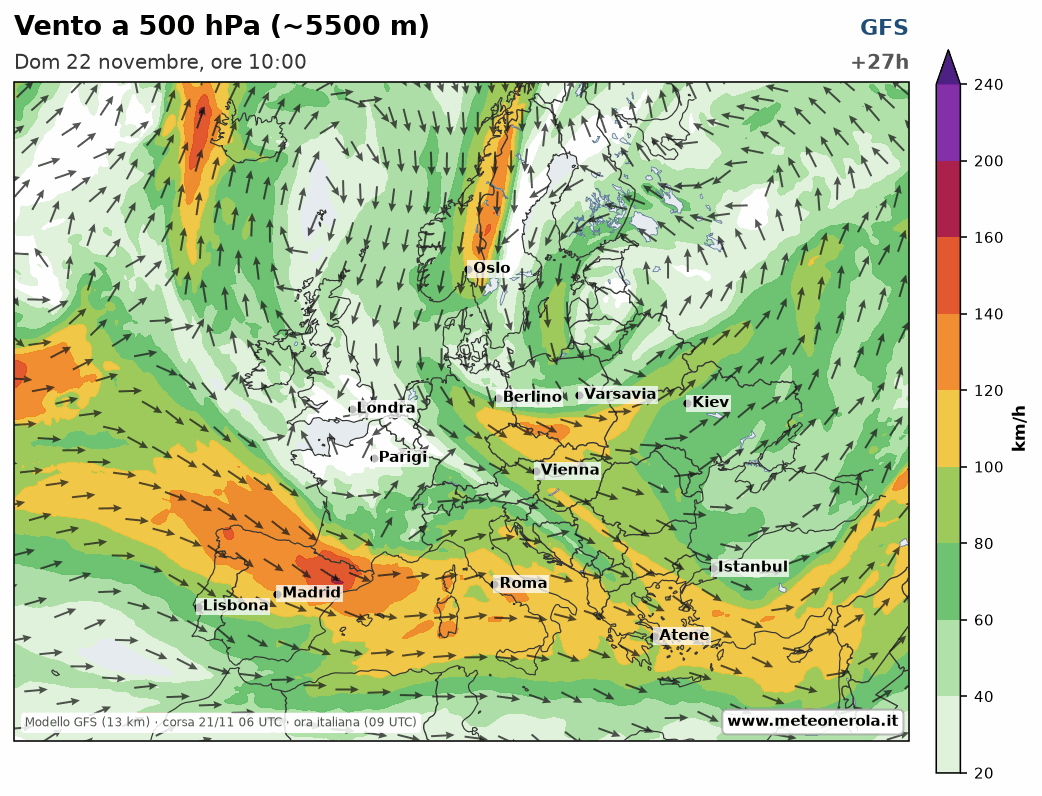 Vento a 500 hPa (~5500 m)
GFS
Dom 22 novembre, ore 10:00
+27h
240
200
160
140
120
100
80
60
40
20
km/h
Oslo
Berlino
Varsavia
Kiev
Londra
Parigi
Vienna
Istanbul
Roma
Madrid
Lisbona
Atene
Modello GFS (13 km) · corsa 21/11 06 UTC · ora italiana (09 UTC)
www.meteonerola.it